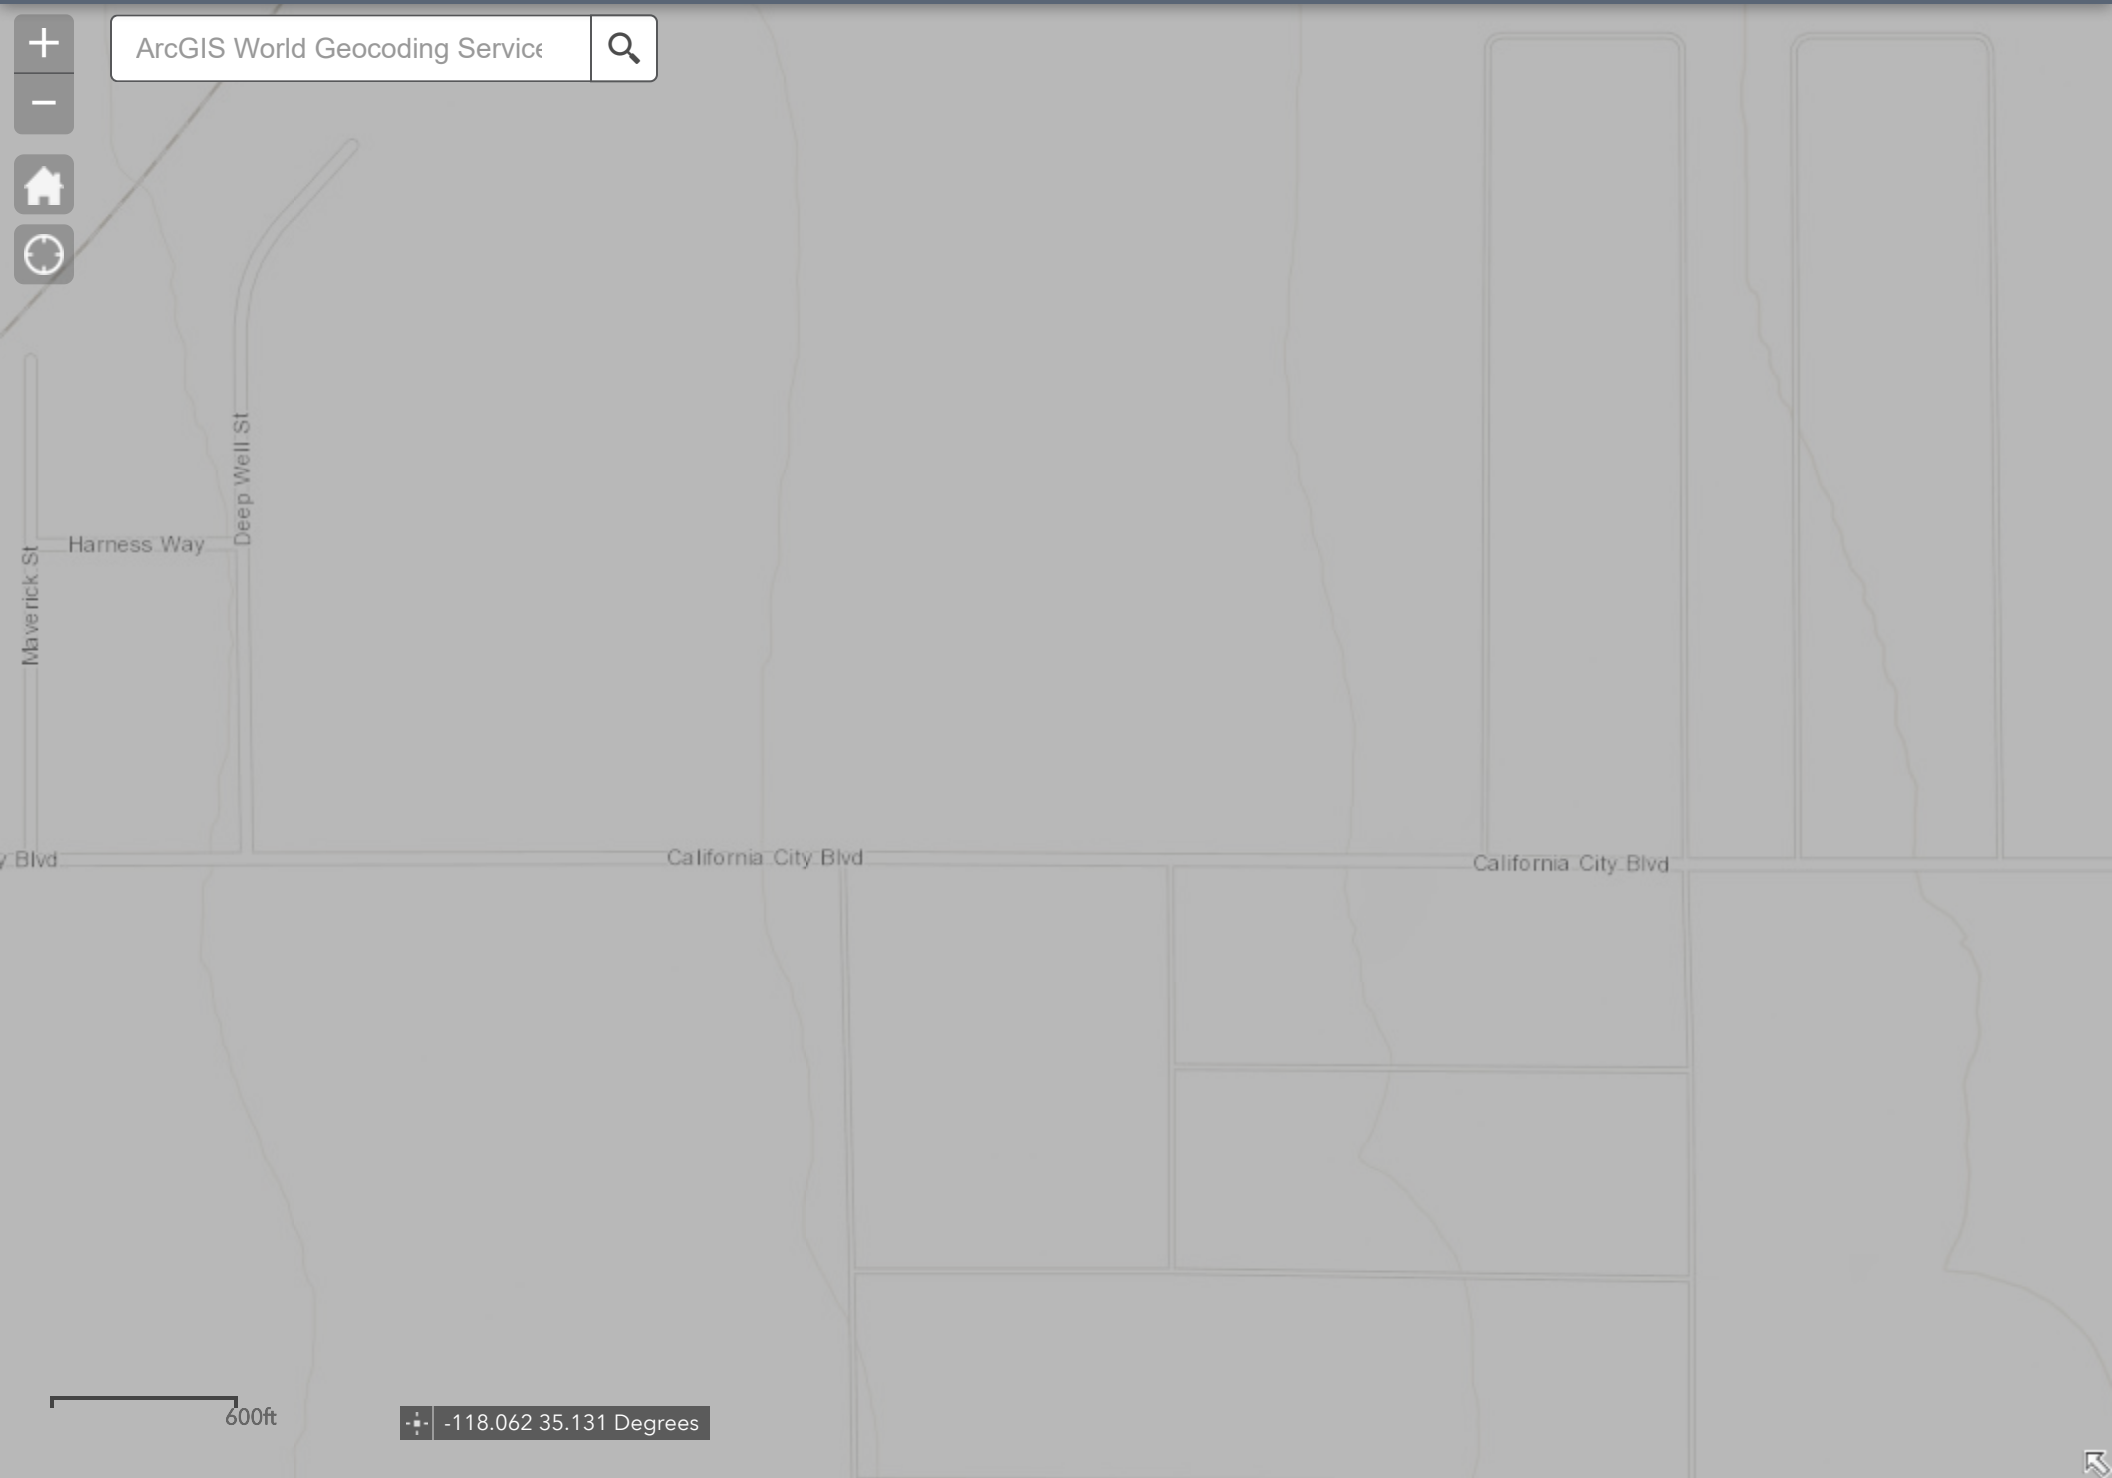 ArcGIS World Geocoding Service
Deep Well St
Harness Way
Maverick St
y Blvd
California City Blvd
California City Blvd
600ft
-118.062 35.131 Degrees